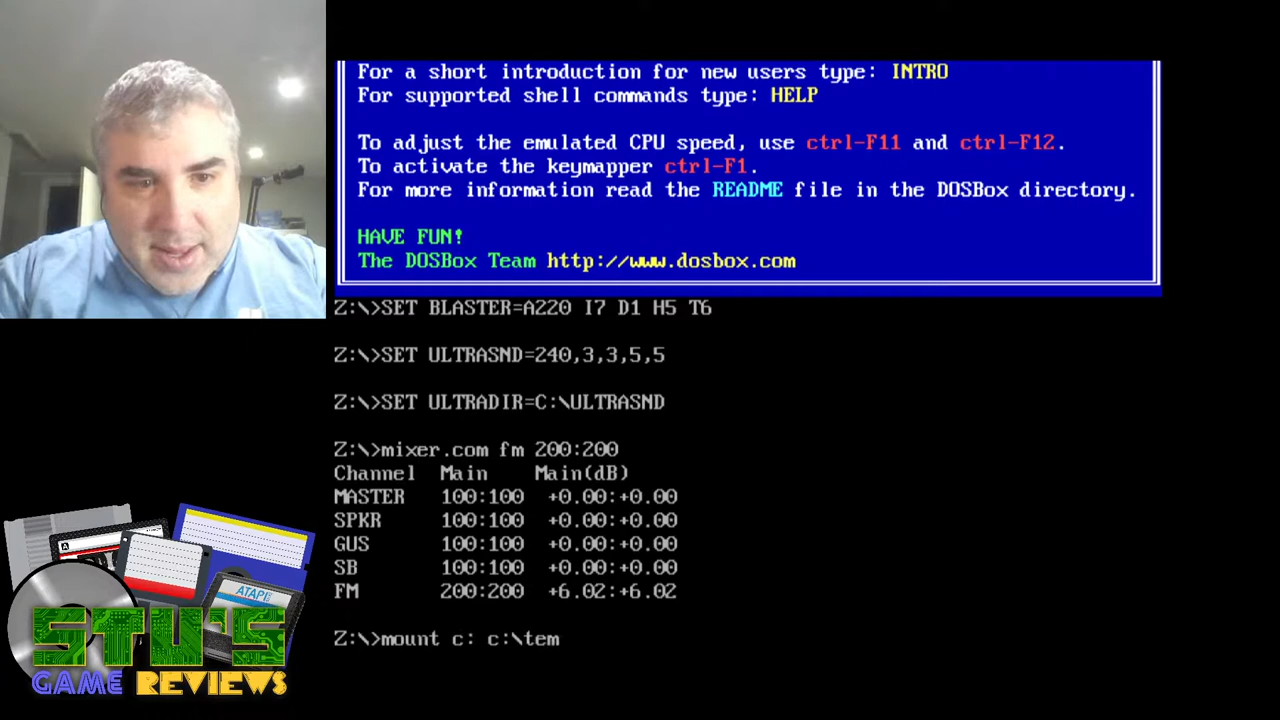 For a short introduction for new users type: INTRO
For supported shell commands type: HELP
To adjust the emulated CPU speed, use ctrl-F11 and ctrl-F12.
To activate the keymapper ctrl-F1.
For more information read the README file in the DOSBox directory.
HAVE FUN!
The DOSBox Team http://www.dosbox.com
Z:\>SET BLASTER=A220 I7 D1 H5 T6
Z:\>SET ULTRASND=240,3,3,5,5
Z:\>SET ULTRADIR=C:\ULTRASND
Z:\>mixer.com fm 200:200
Channel Main Main(dB)
MASTER 100:100 +0.00:+0.00
SPKR 100:100 +0.00:+0.00
GUS 100:100 +0.00:+0.00
SB 100:100 +0.00:+0.00
FM 200:200 +6.02:+6.02
Z:\>mount c: c:\tem
A
ATAPI
STU'S
GAME REVIEWS